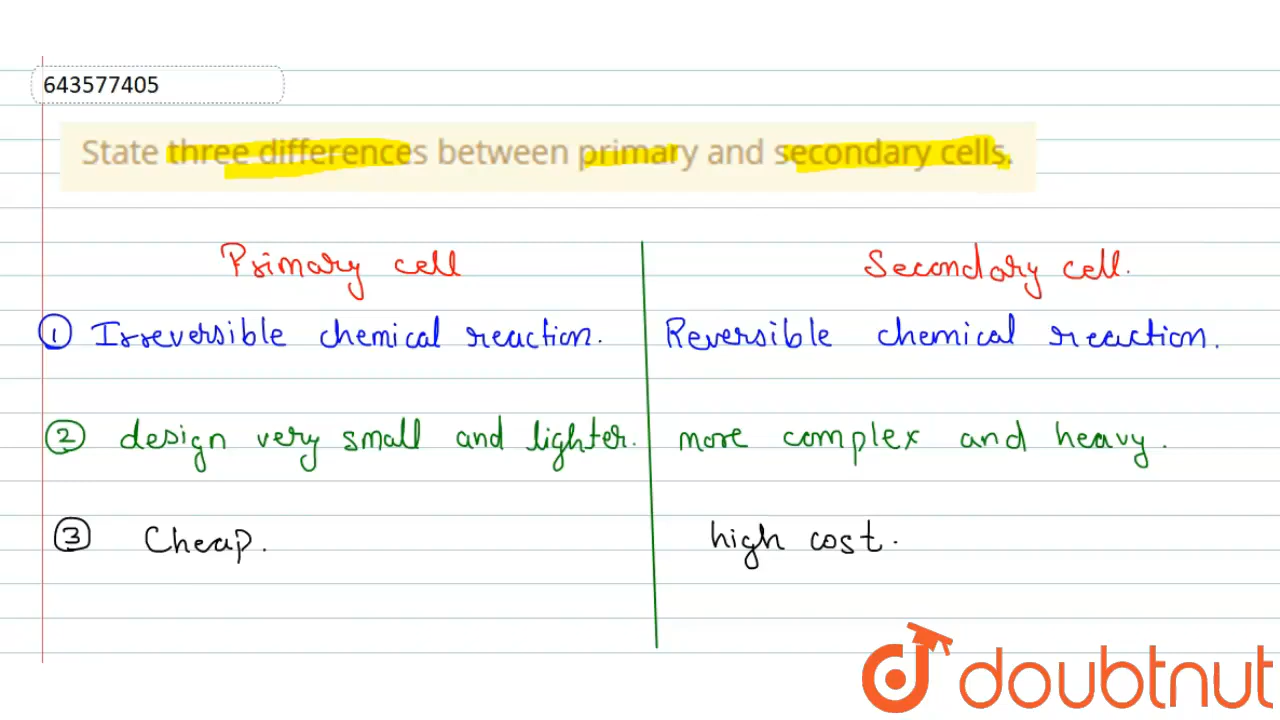 643577405
State three differences between primary and secondary cells.
Primary cell Secondary cell.
① Irreversible chemical reaction. Reversible chemical reaction.
② design very small and lighter. more complex and heavy.
③ Cheap. high cost.
doubtnut